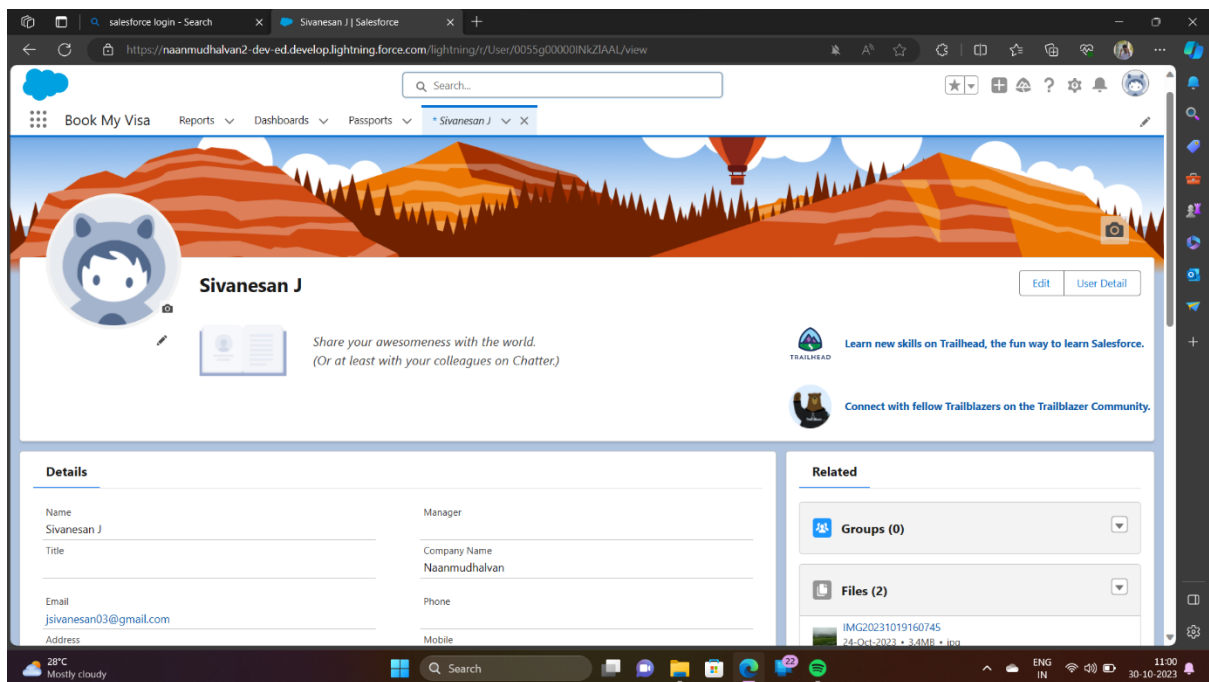 salesforce login - Search
Sivanesan J | Salesforce
https://naanmudhalvan2-dev-ed.develop.lightning.force.com/lightning/r/User/0055g00000INkZIAAL/view
Search...
Book My Visa Reports Dashboards Passports * Sivanesan J
Sivanesan J
Edit User Detail
Share your awesomeness with the world.
(Or at least with your colleagues on Chatter.)
TRAILHEAD
Learn new skills on Trailhead, the fun way to learn Salesforce.
Connect with fellow Trailblazers on the Trailblazer Community.
Details
Name
Sivanesan J
Manager
Title
Company Name
Naanmudhalvan
Email
jsivanesan03@gmail.com
Phone
Address
Mobile
Related
Groups (0)
Files (2)
IMG20231019160745
24-Oct-2023 • 3.4MB • jpg
28°C
Mostly cloudy
Search
22
ENG
IN
11:00
30-10-2023